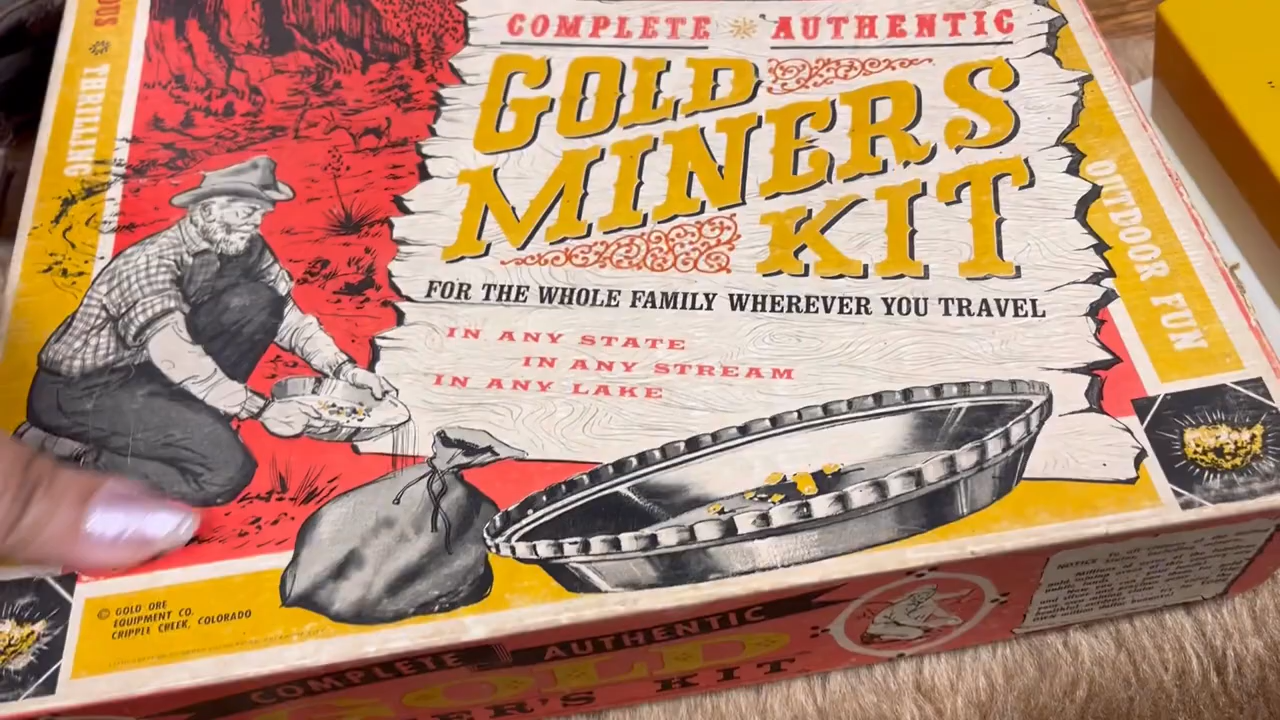 COMPLETE AUTHENTIC
GOLD
MINERS
KIT
FOR THE WHOLE FAMILY WHEREVER YOU TRAVEL
IN ANY STATE
IN ANY STREAM
IN ANY LAKE
THRILLING
OUTDOOR FUN
© GOLD ORE
EQUIPMENT CO.
CRIPPLE CREEK, COLORADO
COMPLETE AUTHENTIC
GOLD
KIT
NOTICE